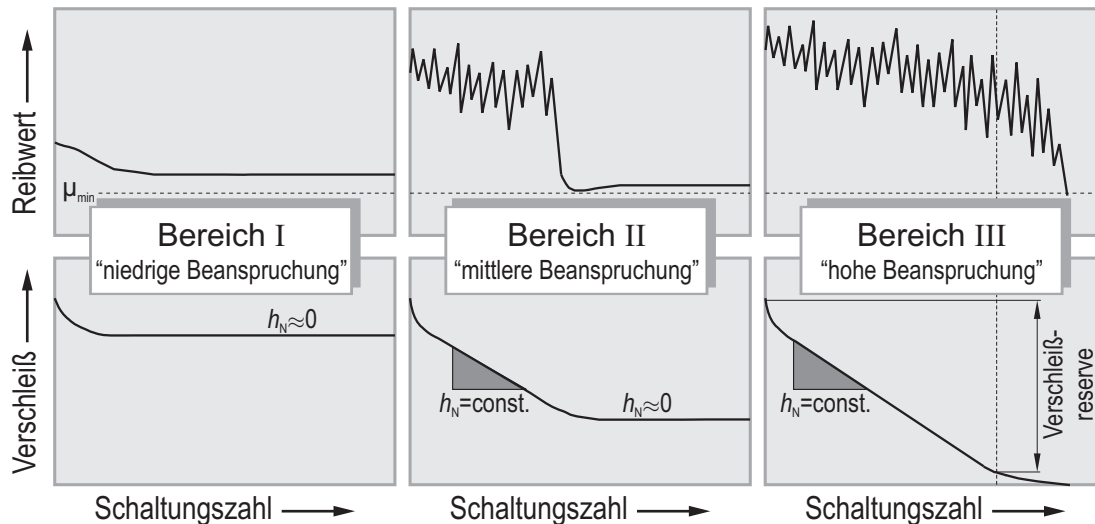 Reibwert
μmin
Bereich I
“niedrige Beanspruchung”
Bereich II
“mittlere Beanspruchung”
Bereich III
“hohe Beanspruchung”
Verschleiß
hN≈0
hN=const.
hN≈0
hN=const.
Verschleiß-
reserve
Schaltungszahl
Schaltungszahl
Schaltungszahl